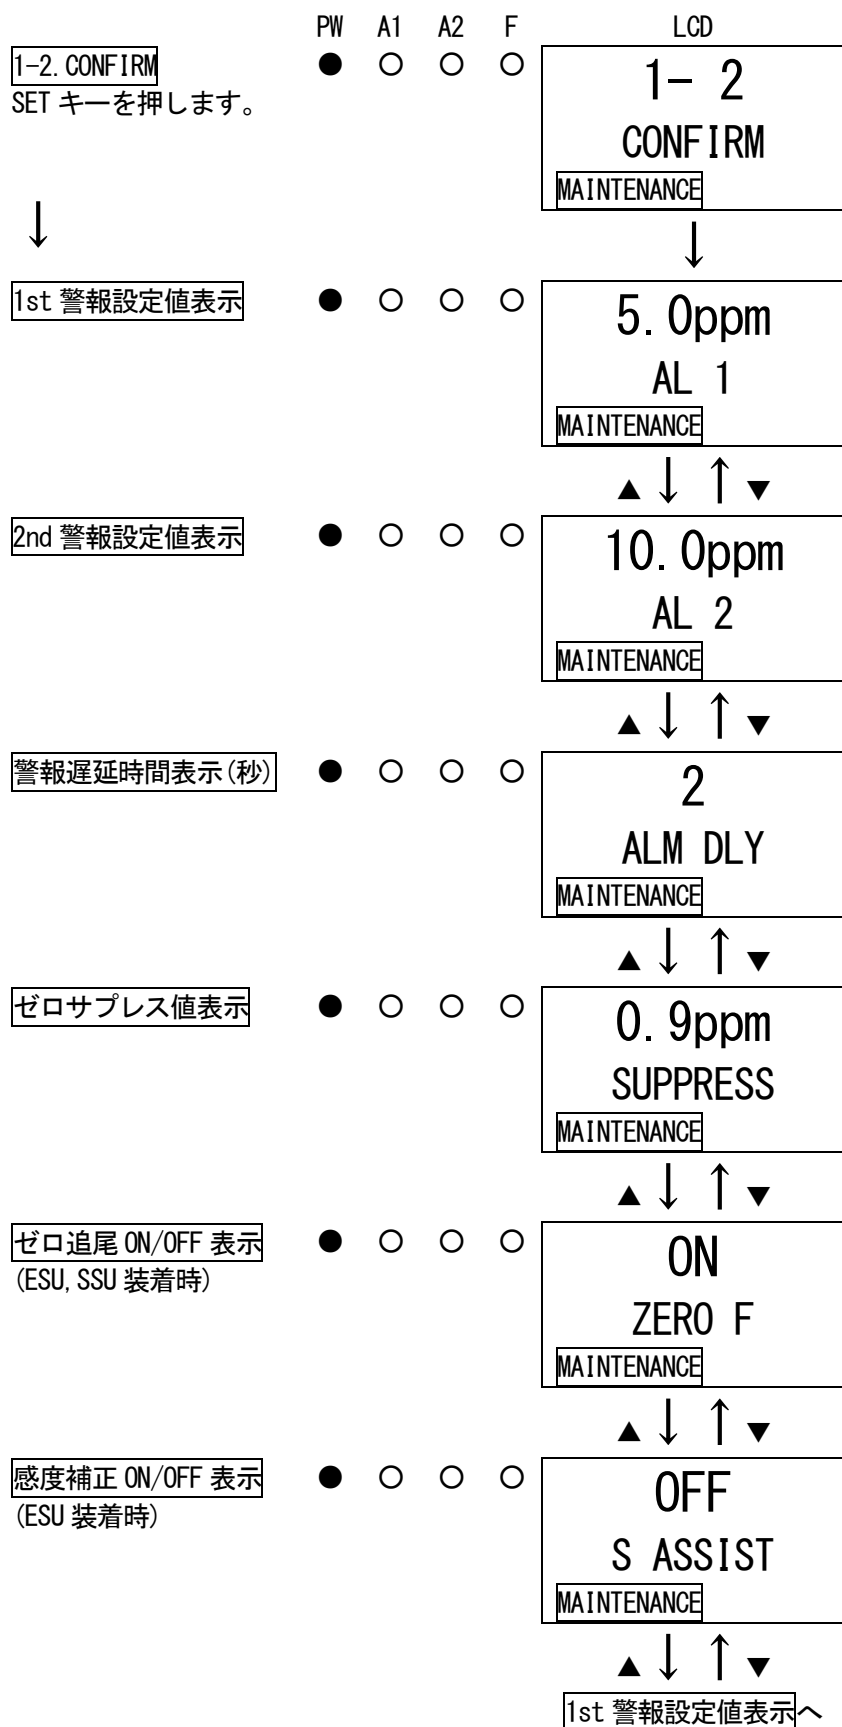 PW A1 A2 F LCD
1-2.CONFIRM ● ○ ○ ○ 1- 2
SET キーを押します。
CONFIRM
MAINTENANCE
↓ ↓
1st 警報設定値表示 ● ○ ○ ○ 5.0ppm
AL 1
MAINTENANCE
▲↓ ↑▼
2nd 警報設定値表示 ● ○ ○ ○ 10.0ppm
AL 2
MAINTENANCE
▲↓ ↑▼
警報遅延時間表示(秒) ● ○ ○ ○ 2
ALM DLY
MAINTENANCE
▲↓ ↑▼
ゼロサプレス値表示 ● ○ ○ ○ 0.9ppm
SUPPRESS
MAINTENANCE
▲↓ ↑▼
ゼロ追尾 ON/OFF 表示 ● ○ ○ ○ ON
(ESU,SSU 装着時)
ZERO F
MAINTENANCE
▲↓ ↑▼
感度補正 ON/OFF 表示 ● ○ ○ ○ OFF
(ESU 装着時)
S ASSIST
MAINTENANCE
▲↓ ↑▼
1st 警報設定値表示へ